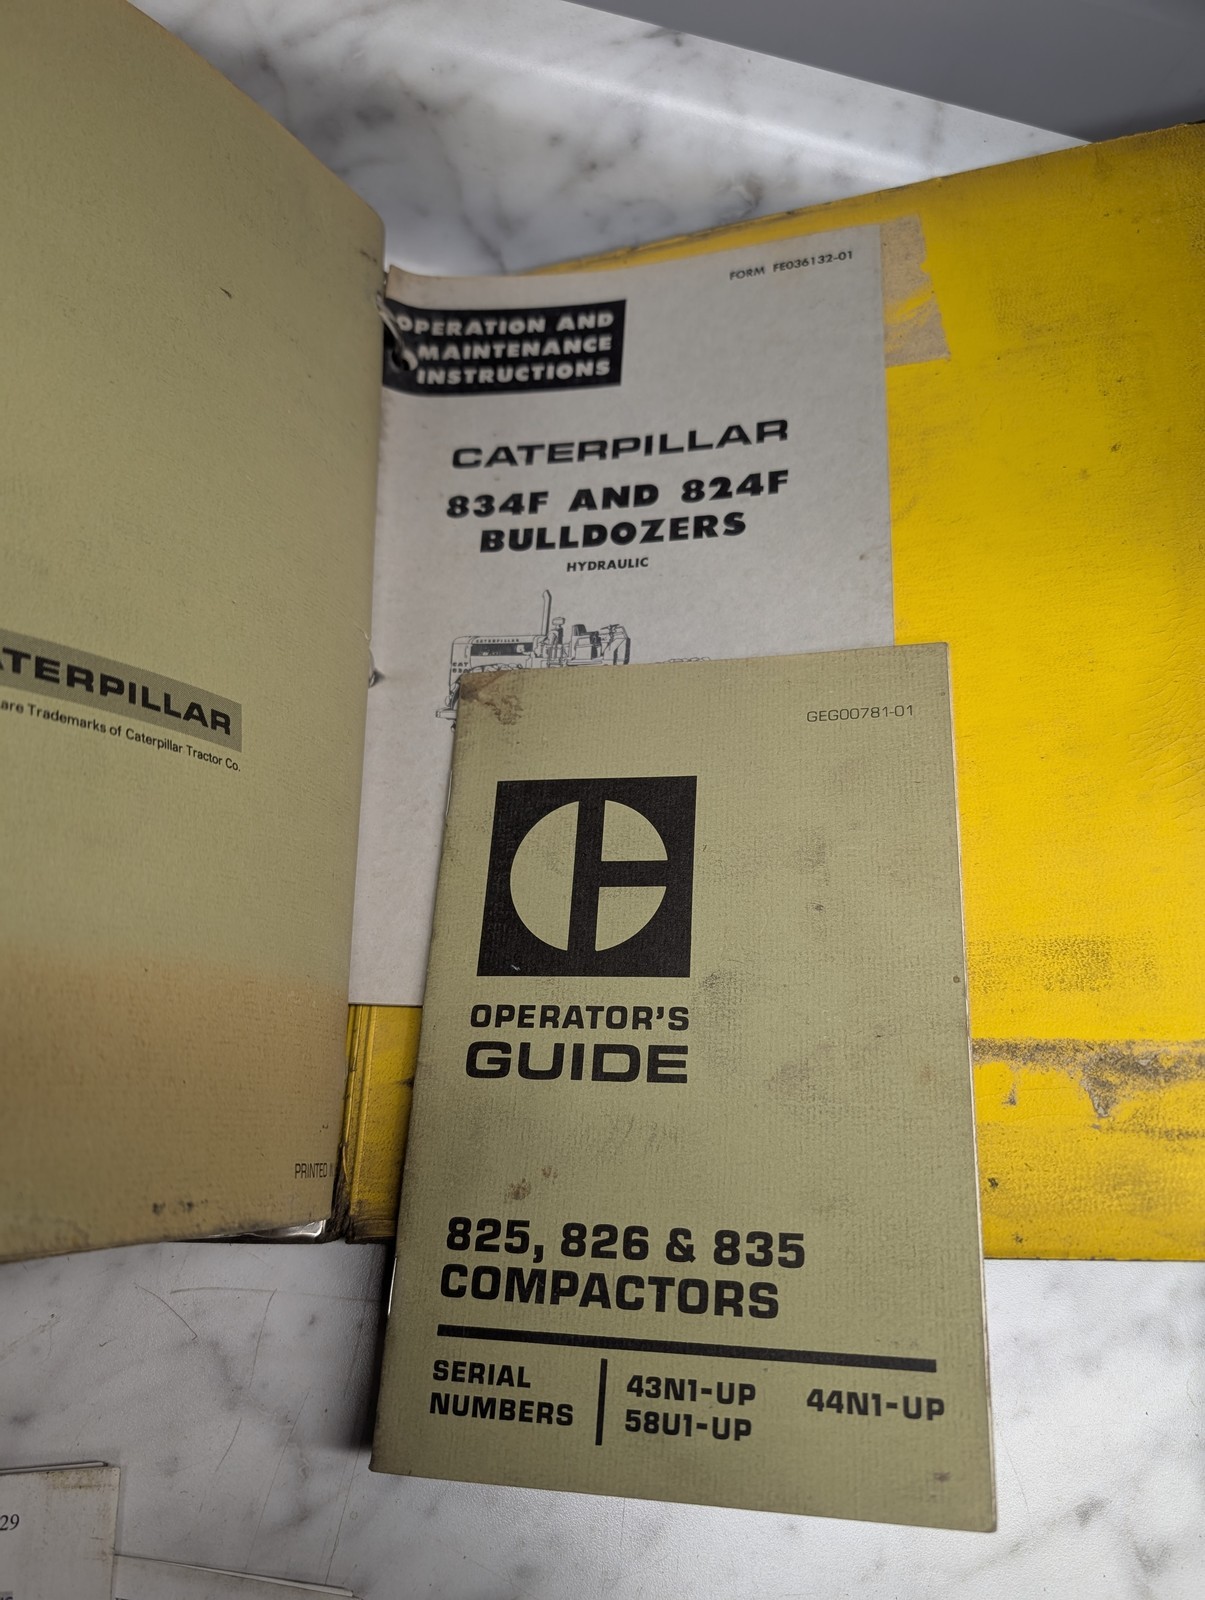 FORM FE036132-01
OPERATION AND
MAINTENANCE
INSTRUCTIONS
CATERPILLAR
834F AND 824F
BULLDOZERS
HYDRAULIC
CATERPILLAR
CAT
ATERPILLAR
are Trademarks of Caterpillar Tractor Co.
PRINTED
GEG00781-01
OPERATOR'S
GUIDE
825, 826 & 835
COMPACTORS
SERIAL
NUMBERS
43N1-UP 44N1-UP
58U1-UP
29